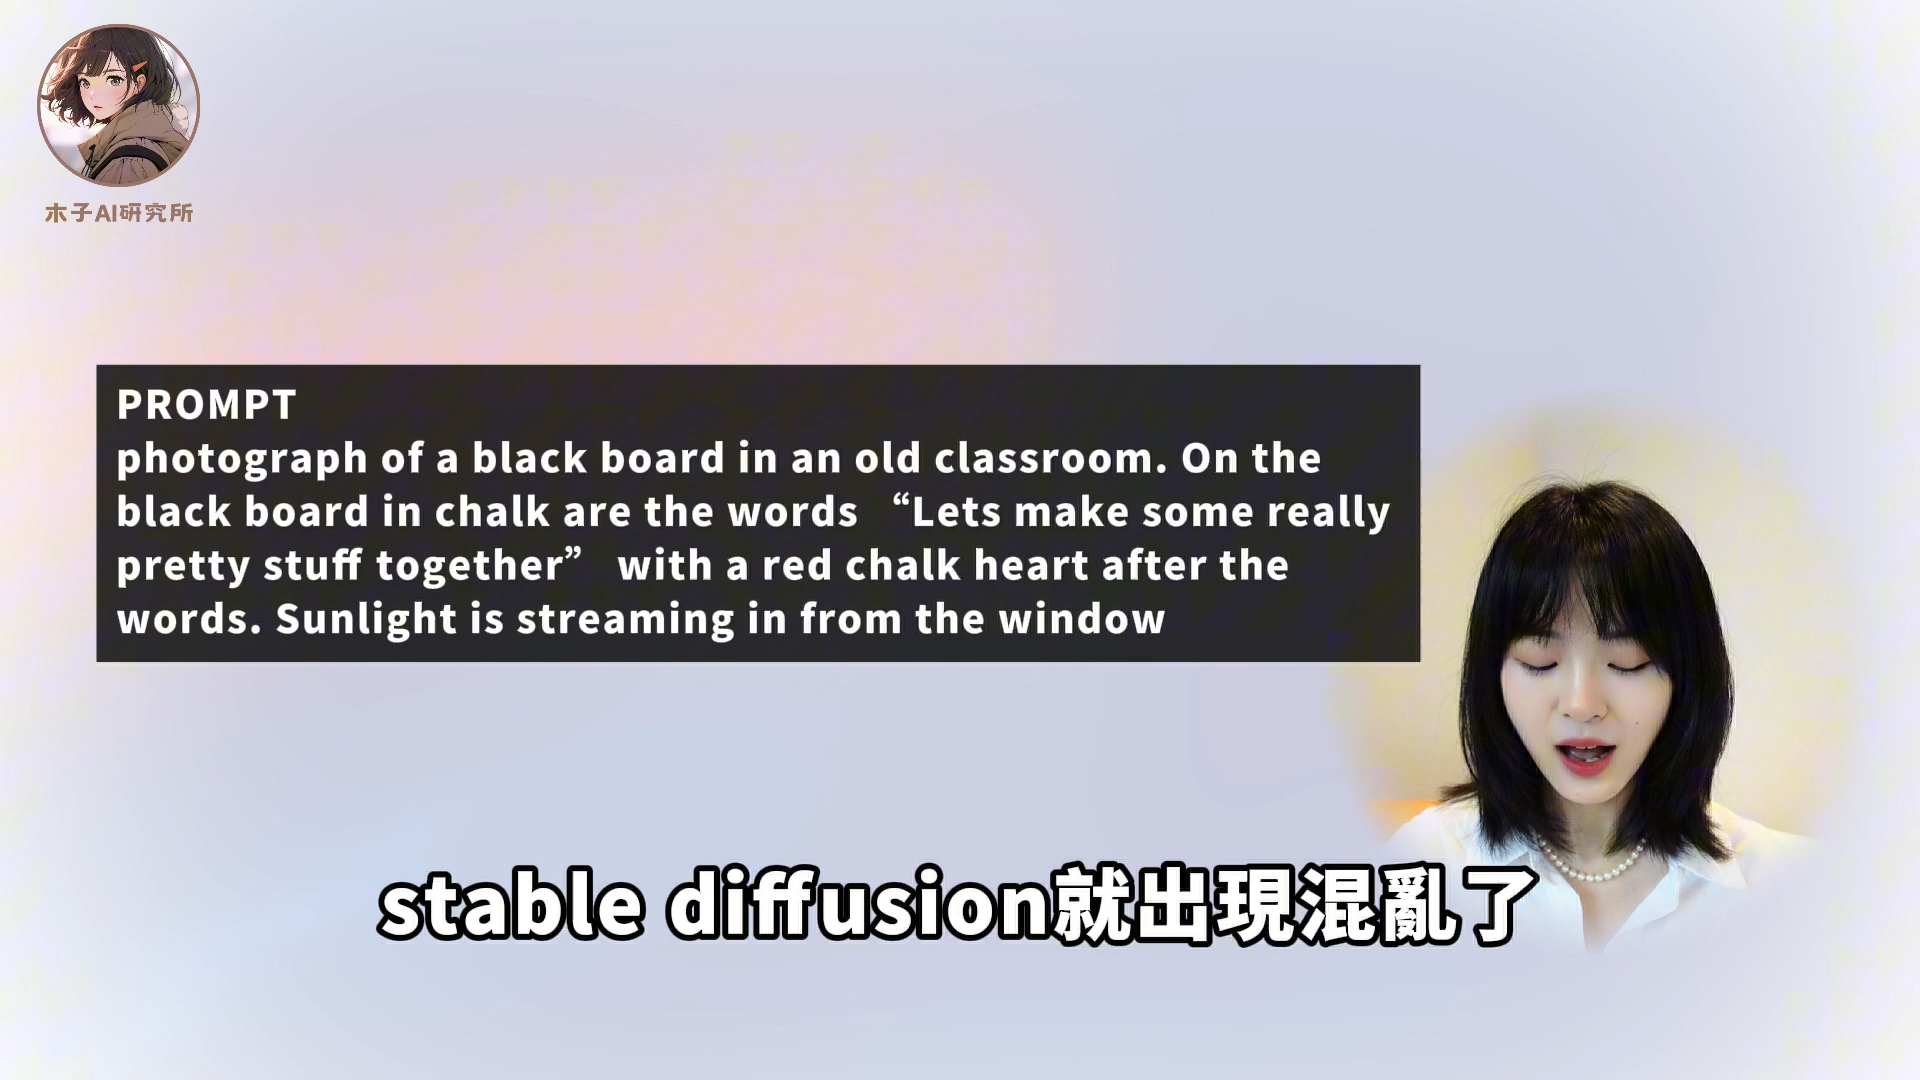 木子AI研究所
PROMPT
photograph of a black board in an old classroom. On the
black board in chalk are the words “Lets make some really
pretty stuff together” with a red chalk heart after the
words. Sunlight is streaming in from the window
stable diffusion就出現混亂了